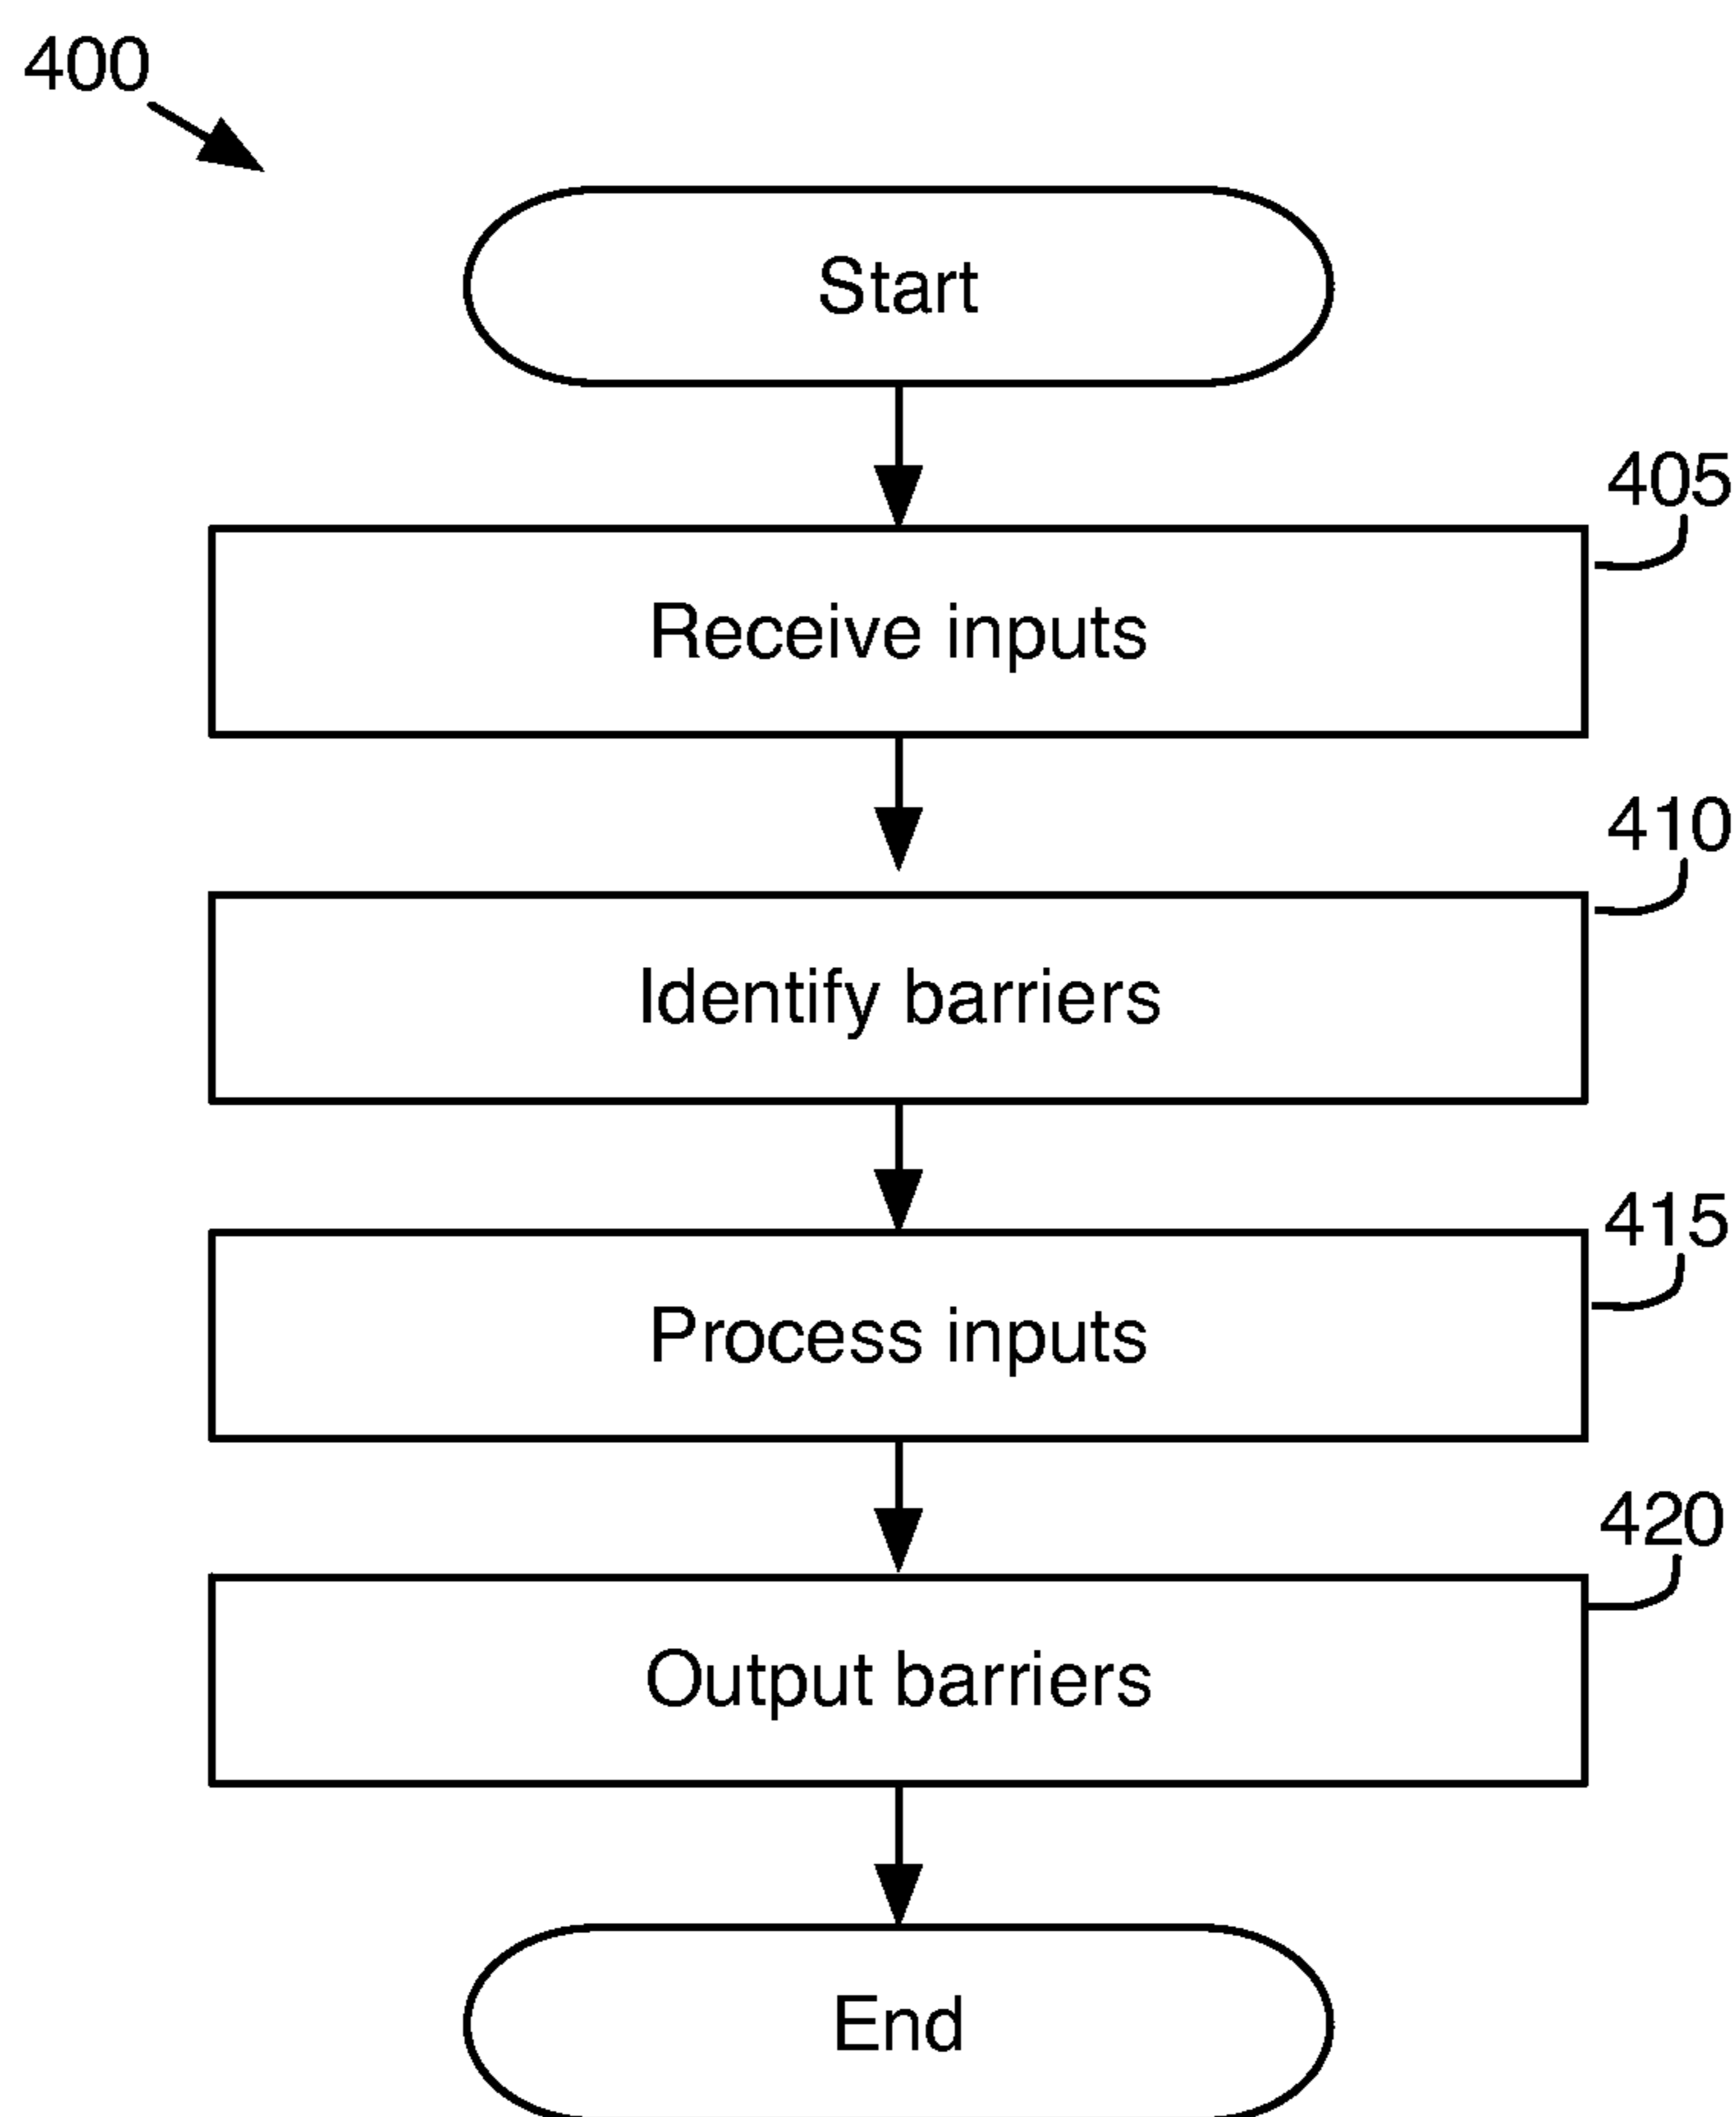 400
Start
405
Receive inputs
410
Identify barriers
415
Process inputs
420
Output barriers
End